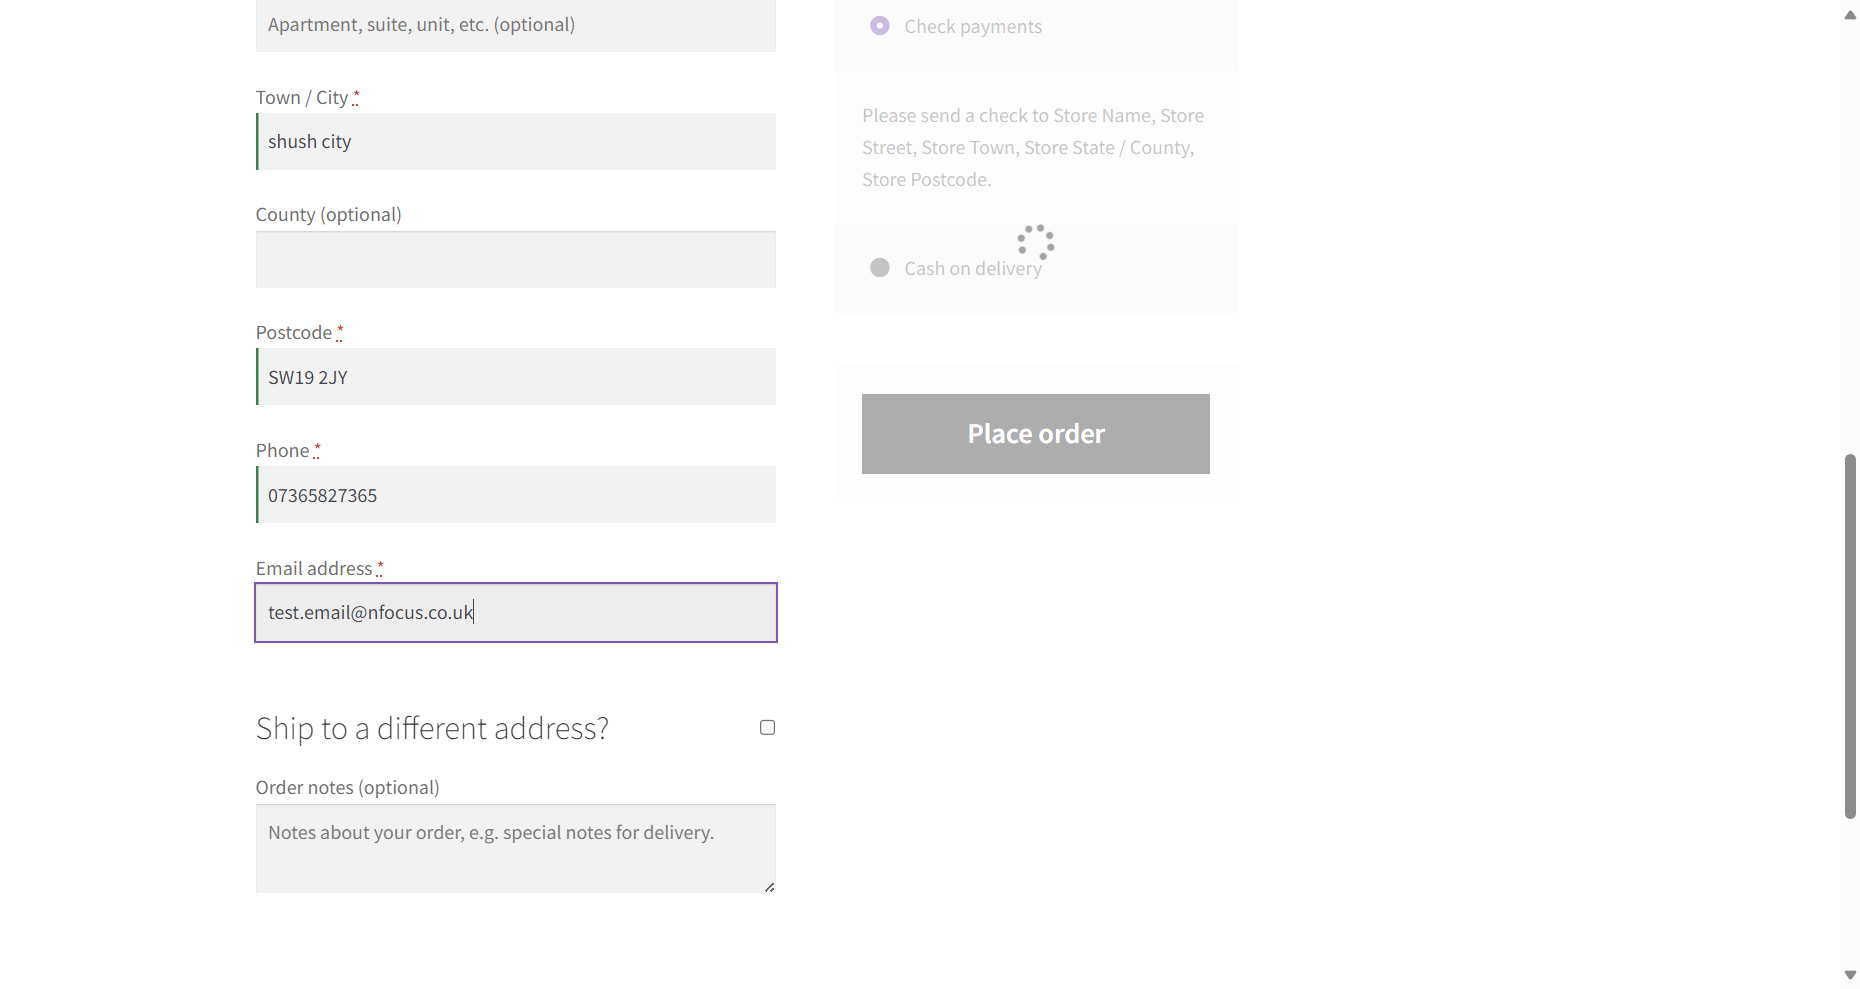 Apartment, suite, unit, etc. (optional)
Town / City *
shush city
County (optional)
Postcode *
SW19 2JY
Phone *
07365827365
Email address *
test.email@nfocus.co.uk
Ship to a different address?
Order notes (optional)
Notes about your order, e.g. special notes for delivery.
Check payments
Please send a check to Store Name, Store
Street, Store Town, Store State / County,
Store Postcode.
Cash on delivery
Place order